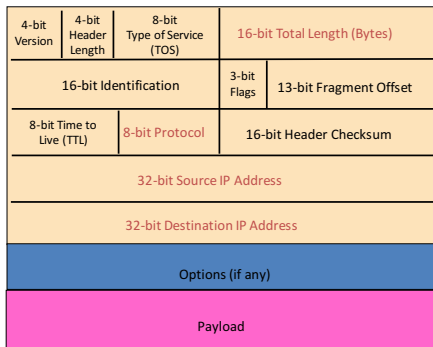 4-bit
Version
4-bit
Header
Length
8-bit
Type of Service
(TOS)
16-bit Total Length (Bytes)
16-bit Identification
3-bit
Flags
13-bit Fragment Offset
8-bit Time to
Live (TTL)
8-bit Protocol
16-bit Header Checksum
32-bit Source IP Address
32-bit Destination IP Address
Options (if any)
Payload